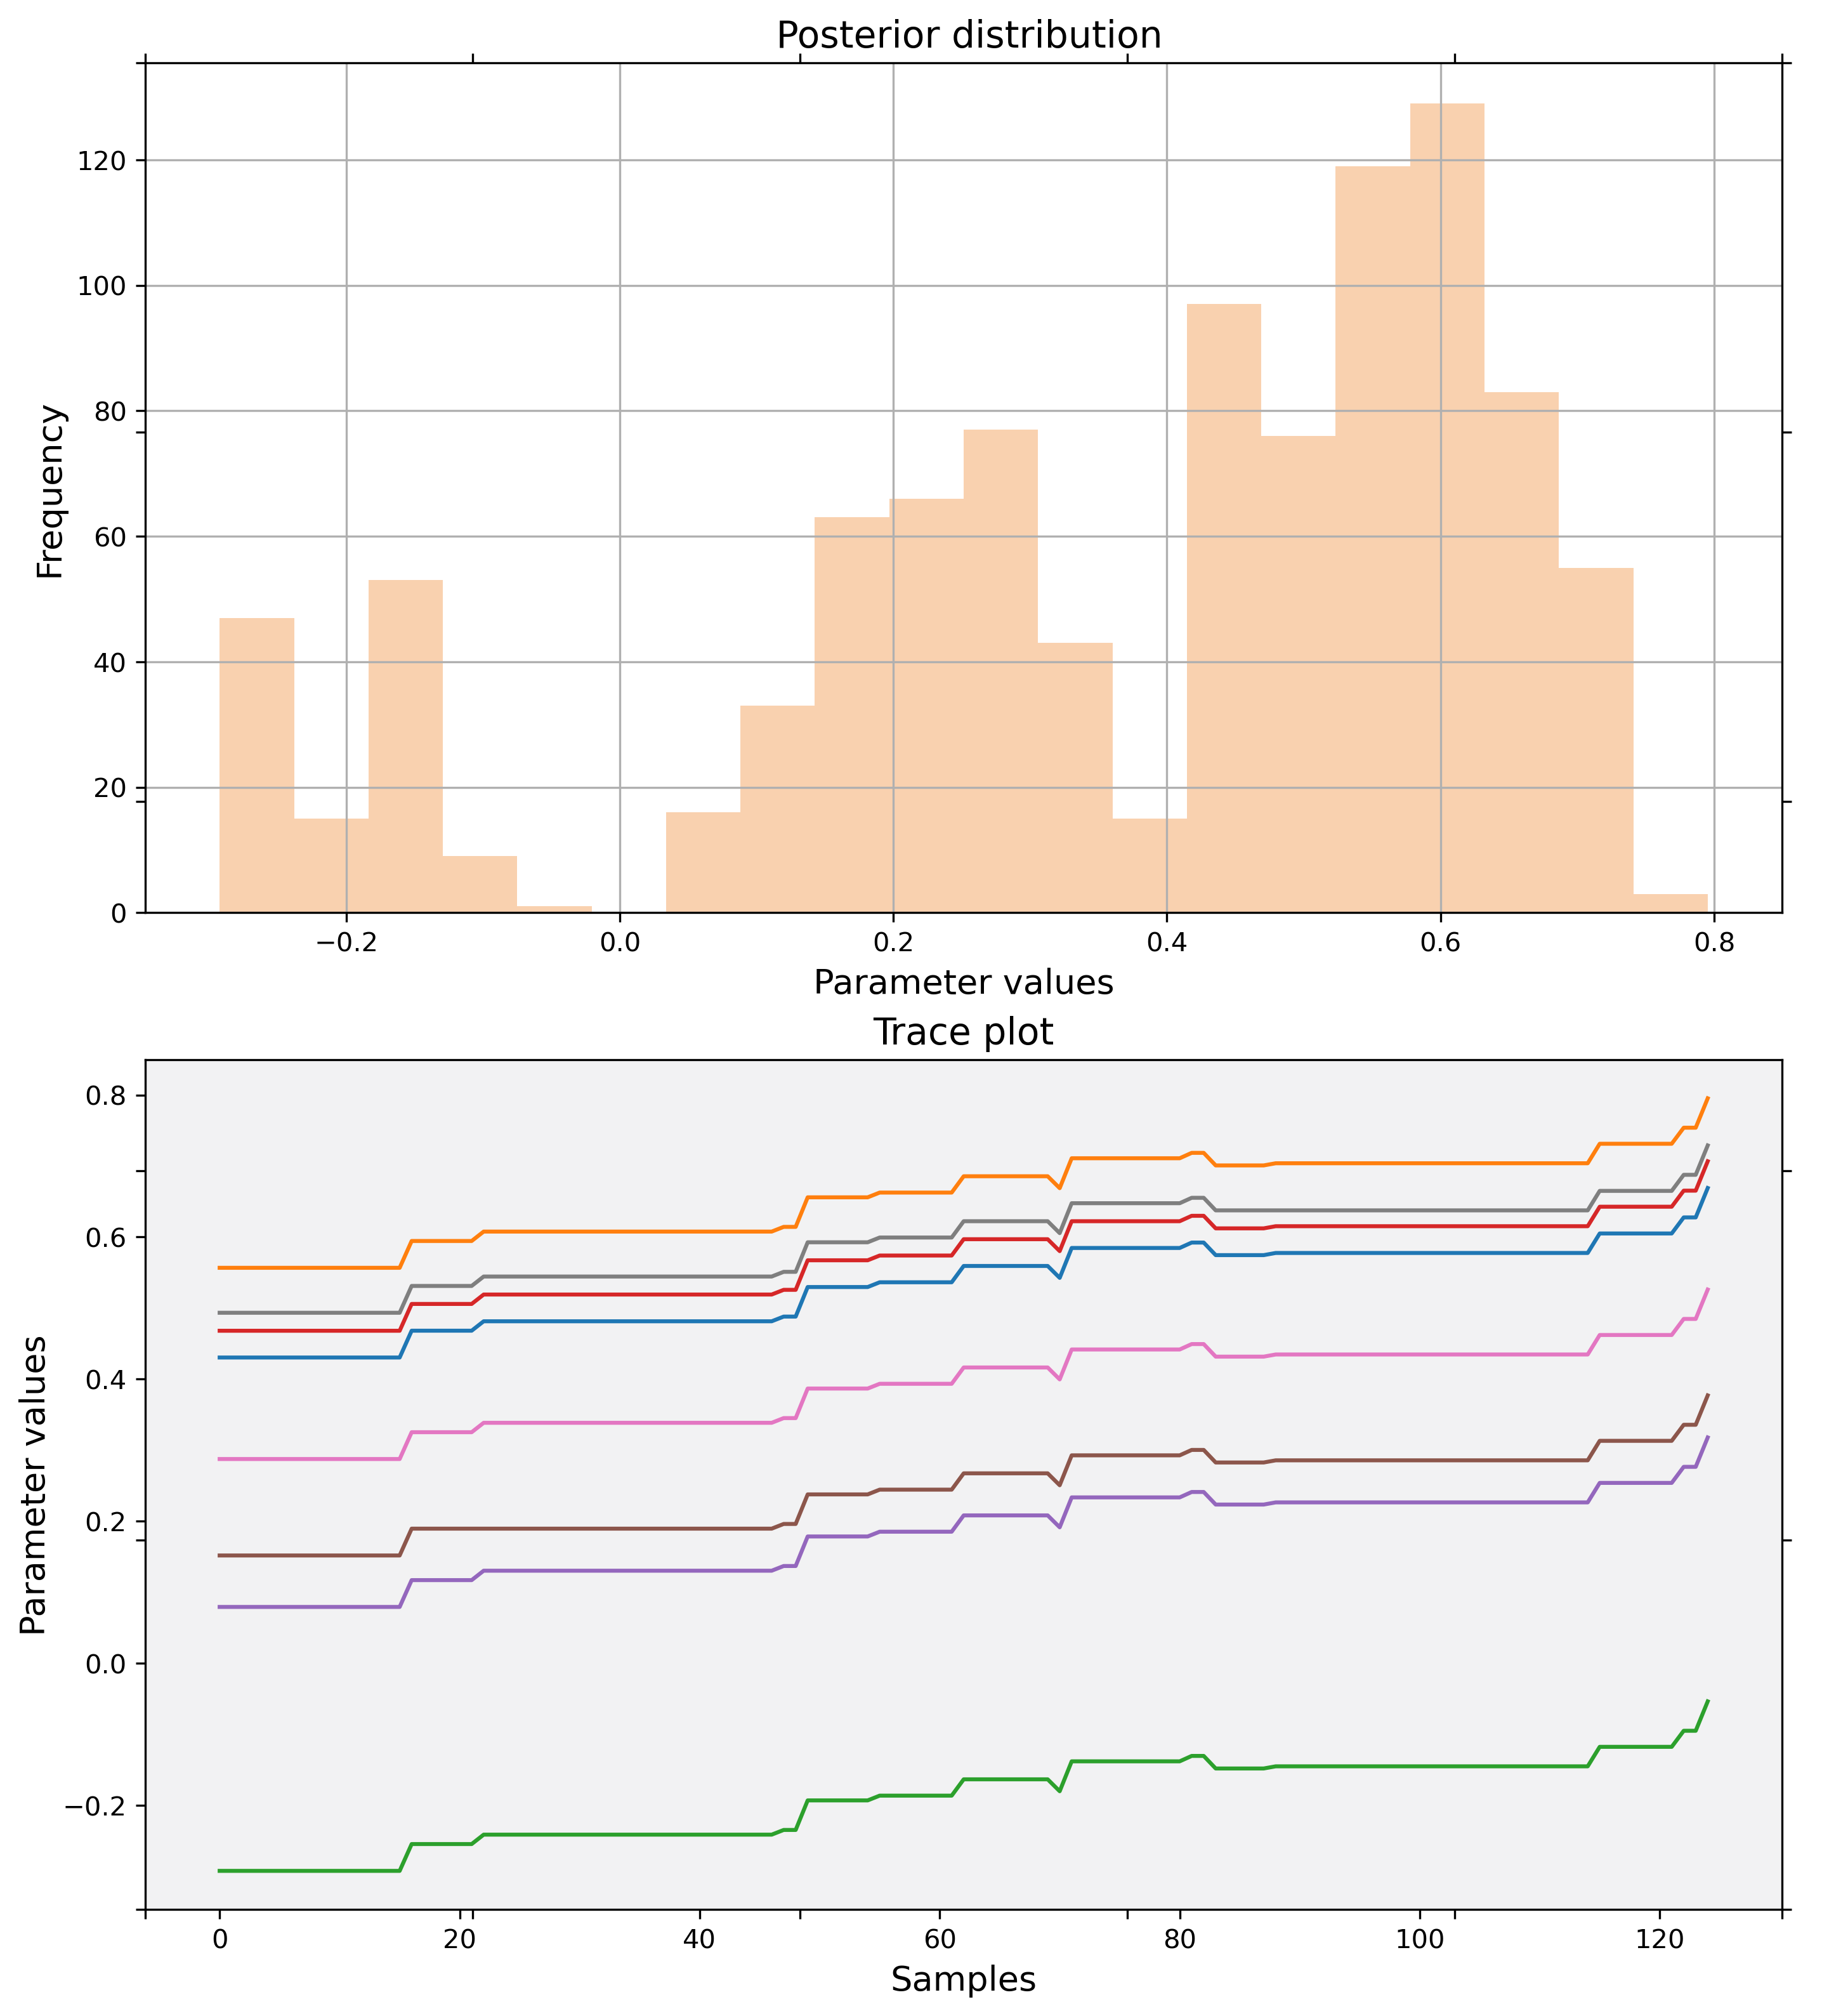 Posterior distribution
120
100
80
60
40
20
0
Frequency
−0.2 0.0 0.2 0.4 0.6 0.8
Parameter values
Trace plot
0.8
0.6
0.4
0.2
0.0
−0.2
Parameter values
0 20 40 60 80 100 120
Samples